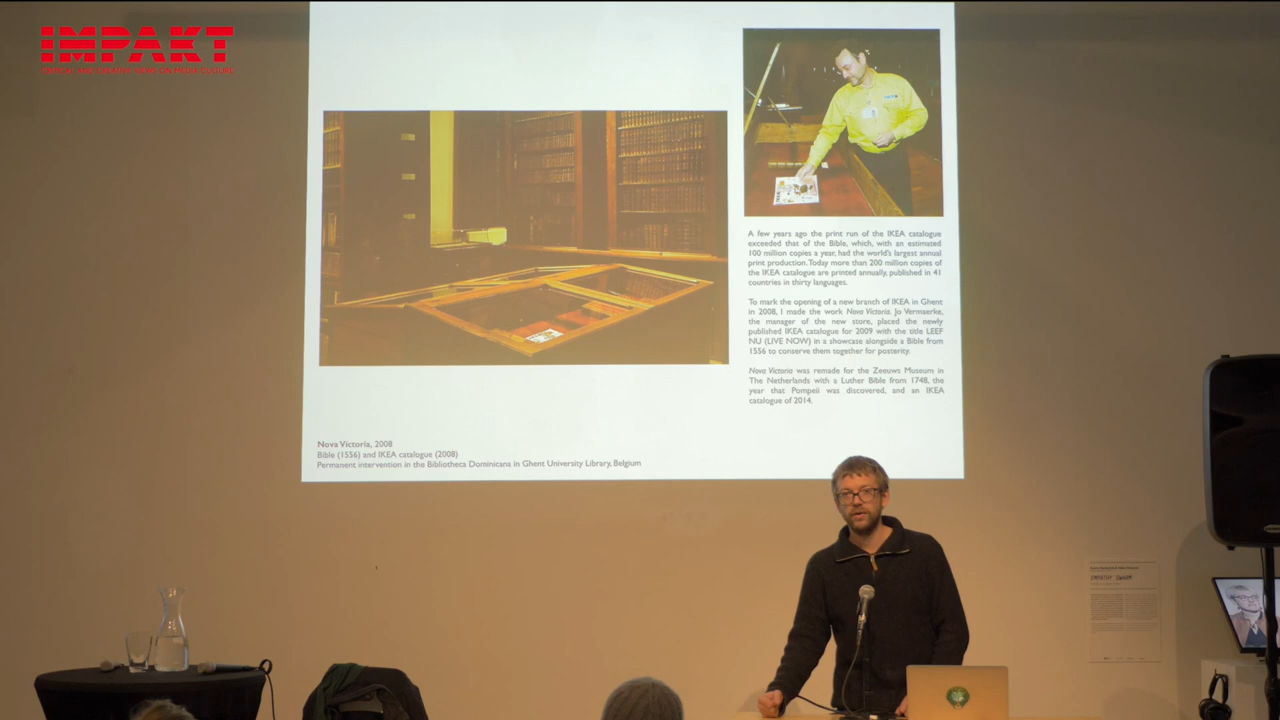 IMPAKT
A few years ago the print run of the IKEA catalogue
exceeded that of the Bible, which, with an estimated
100 million copies a year, had the world's largest annual
print production. Today more than 200 million copies of
the IKEA catalogue are printed annually, published in 41
countries in thirty languages.
To mark the opening of a new branch of IKEA in Ghent
in 2008, I made the work Nova Victoria. Jo Vermaerke,
the manager of the new store, placed the newly
published IKEA catalogue for 2009 with the title LEEF
NU (LIVE NOW) in a showcase alongside a Bible from
1556 to conserve them together for posterity.
Nova Victoria was remade for the Zeeuws Museum in
The Netherlands with a Luther Bible from 1748, the
year that Pompeii was discovered, and an IKEA
catalogue of 2014.
Nova Victoria, 2008
Bible (1556) and IKEA catalogue (2008)
Permanent intervention in the Bibliotheca Dominicana in Ghent University Library, Belgium
EMPATHY SWARM